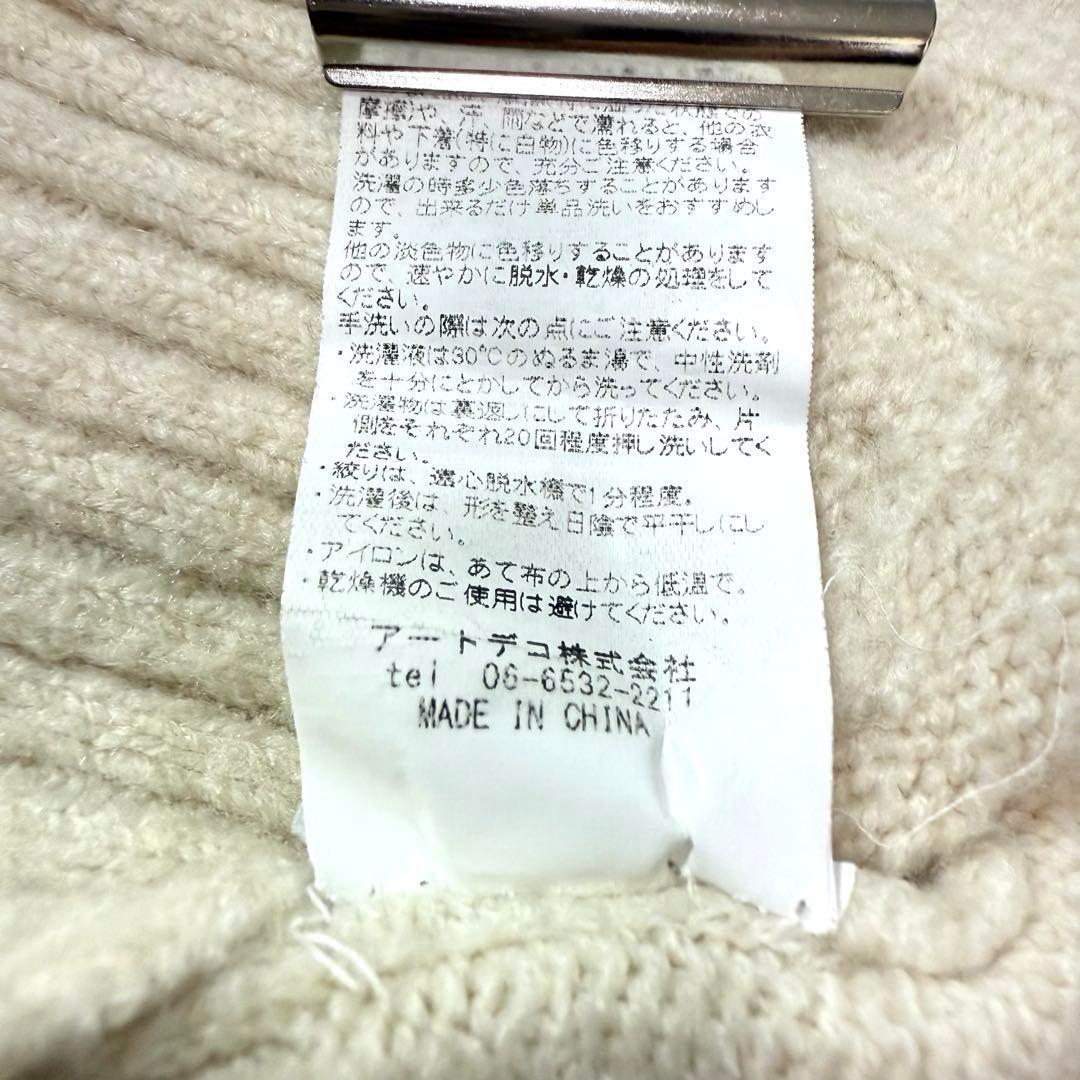 摩擦や、汗、雨などで濡れると、他の衣
料や下着(特に白物)に色移りする場合
がありますので、充分ご注意ください。
洗濯の時多少色落ちすることがあります
ので、出来るだけ単品洗いをおすすめし
ます。
他の淡色物に色移りすることがあります
ので、速やかに脱水・乾燥の処理をして
ください。
手洗いの際は次の点にご注意ください。
・洗濯液は30℃のぬるま湯で、中性洗剤
を十分にとかしてから洗ってください。
・洗濯物は裏返しにして折りたたみ、片
側をそれぞれ20回程度押し洗いしてく
ださい。
・絞りは、遠心脱水機で1分程度。
・洗濯後は、形を整え日陰で平干しにし
てください。
・アイロンは、あて布の上から低温で。
・乾燥機のご使用は避けてください。
アートデコ株式会社
tel 06-6532-2211
MADE IN CHINA